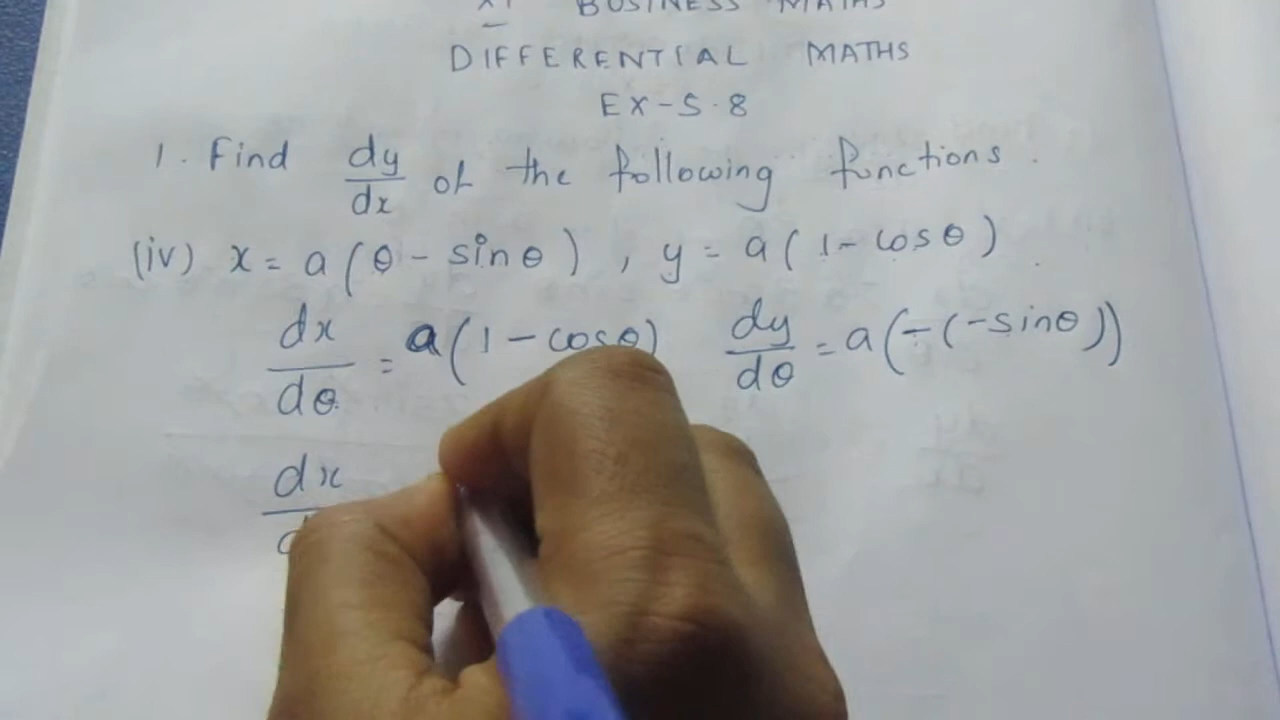 XI BUSINESS MATHS
DIFFERENTIAL MATHS
EX-5.8
1. Find dy/dx of the following functions.
(iv) x = a(θ - sinθ), y = a(1 - cosθ)
dx/dθ = a(1 - cosθ) dy/dθ = a(-(-sinθ))
dx